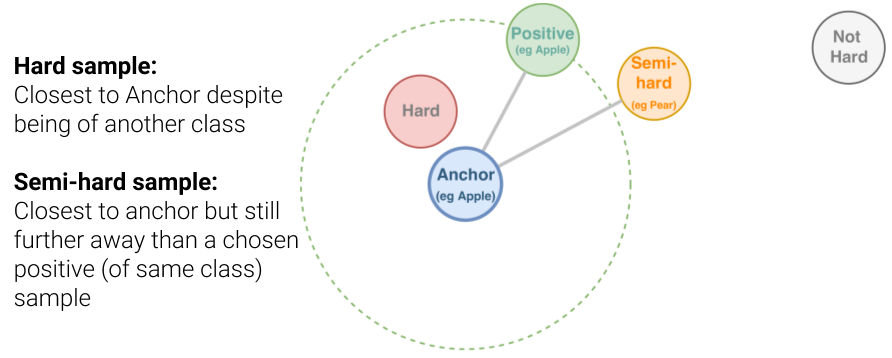 Hard sample:
Closest to Anchor despite
being of another class
Semi-hard sample:
Closest to anchor but still
further away than a chosen
positive (of same class)
sample
Positive
(eg Apple)
Semi-
hard
(eg Pear)
Not
Hard
Hard
Anchor
(eg Apple)